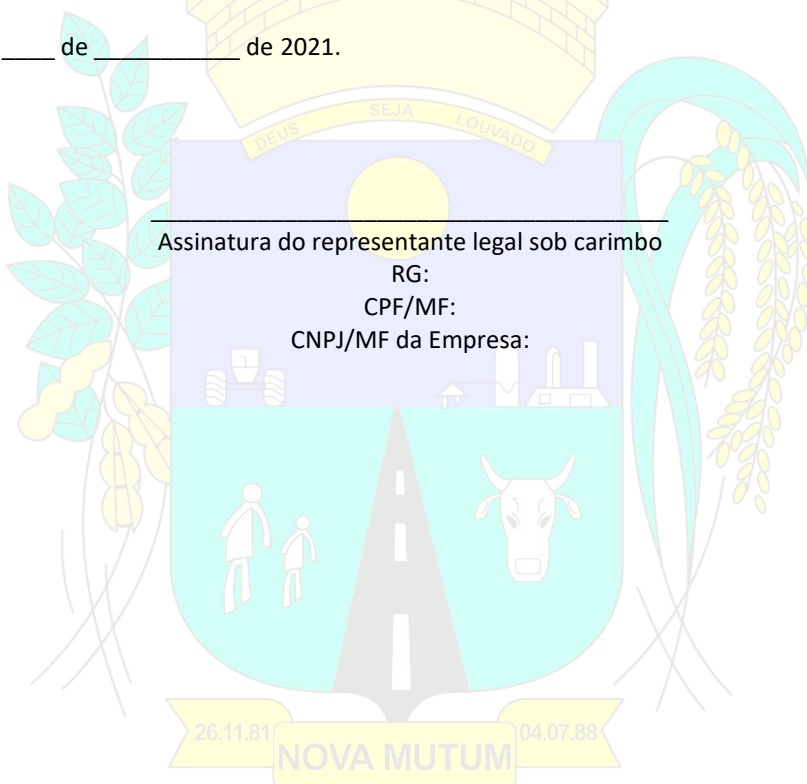 ____ de ___________ de 2021.
DEUS SEJA LOUVADO
_______________________________________
Assinatura do representante legal sob carimbo
RG:
CPF/MF:
CNPJ/MF da Empresa:
26.11.81 04.07.88
NOVA MUTUM